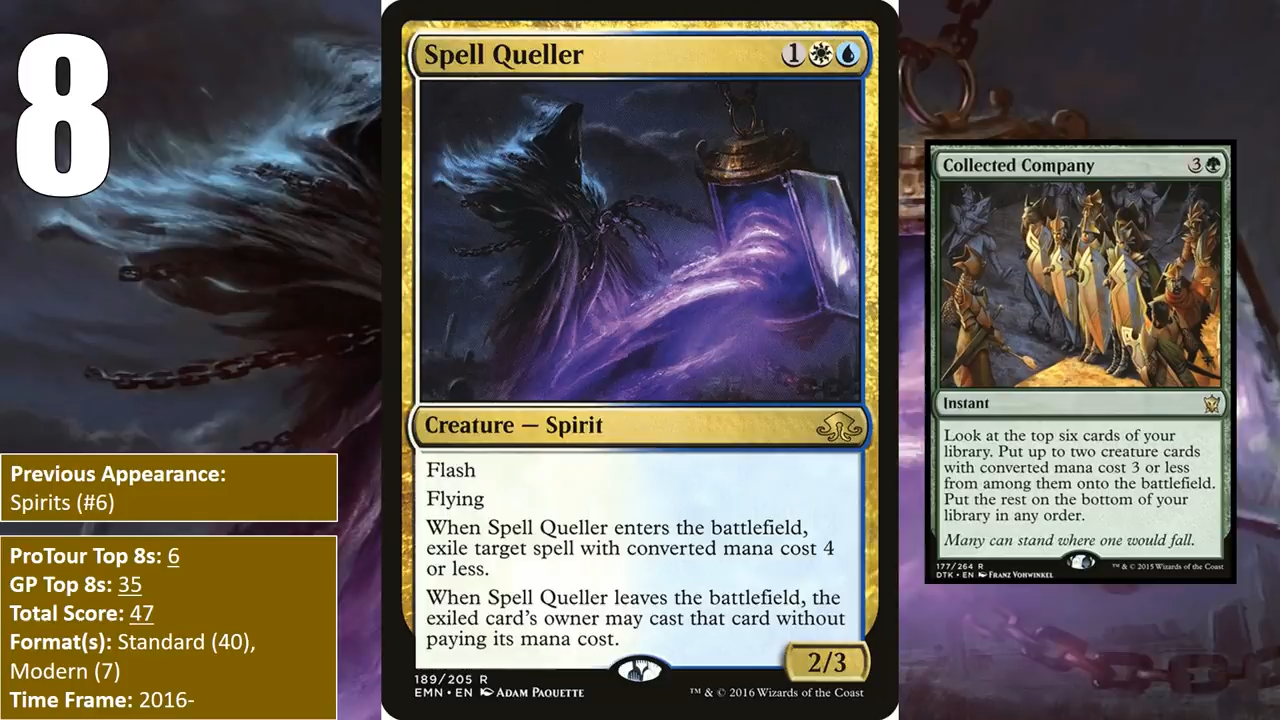 8
Previous Appearance:
Spirits (#6)
ProTour Top 8s: 6
GP Top 8s: 35
Total Score: 47
Format(s): Standard (40),
Modern (7)
Time Frame: 2016-
Spell Queller
1
Creature — Spirit
Flash
Flying
When Spell Queller enters the battlefield,
exile target spell with converted mana cost 4
or less.
When Spell Queller leaves the battlefield, the
exiled card's owner may cast that card without
paying its mana cost.
2/3
189/205 R
EMN • EN Adam Paquette
™ & © 2016 Wizards of the Coast
Collected Company
3
Instant
Look at the top six cards of your
library. Put up to two creature cards
with converted mana cost 3 or less
from among them onto the battlefield.
Put the rest on the bottom of your
library in any order.
Many can stand where one would fall.
177/264 R
DTK • EN Franz Vohwinkel
™ & © 2015 Wizards of the Coast